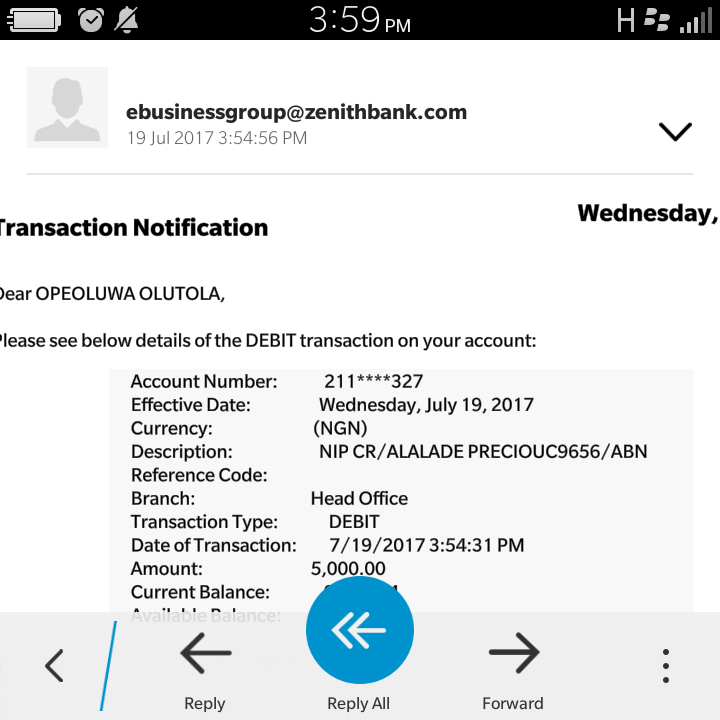 3:59 PM
H
ebusinessgroup@zenithbank.com
19 Jul 2017 3:54:56 PM
Wednesday,
Transaction Notification
Dear OPEOLUWA OLUTOLA,
Please see below details of the DEBIT transaction on your account:
Account Number: 211****327
Effective Date: Wednesday, July 19, 2017
Currency: (NGN)
Description: NIP CR/ALALADE PRECIOUC9656/ABN
Reference Code:
Branch: Head Office
Transaction Type: DEBIT
Date of Transaction: 7/19/2017 3:54:31 PM
Amount: 5,000.00
Current Balance:
Available Balance:
Reply
Reply All
Forward